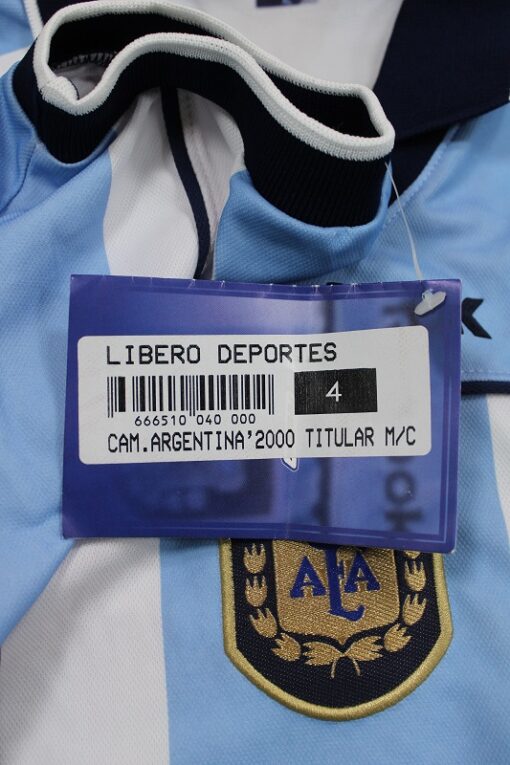 LIBERO DEPORTES
4
666510 040 000
CAM.ARGENTINA'2000 TITULAR M/C
AFA